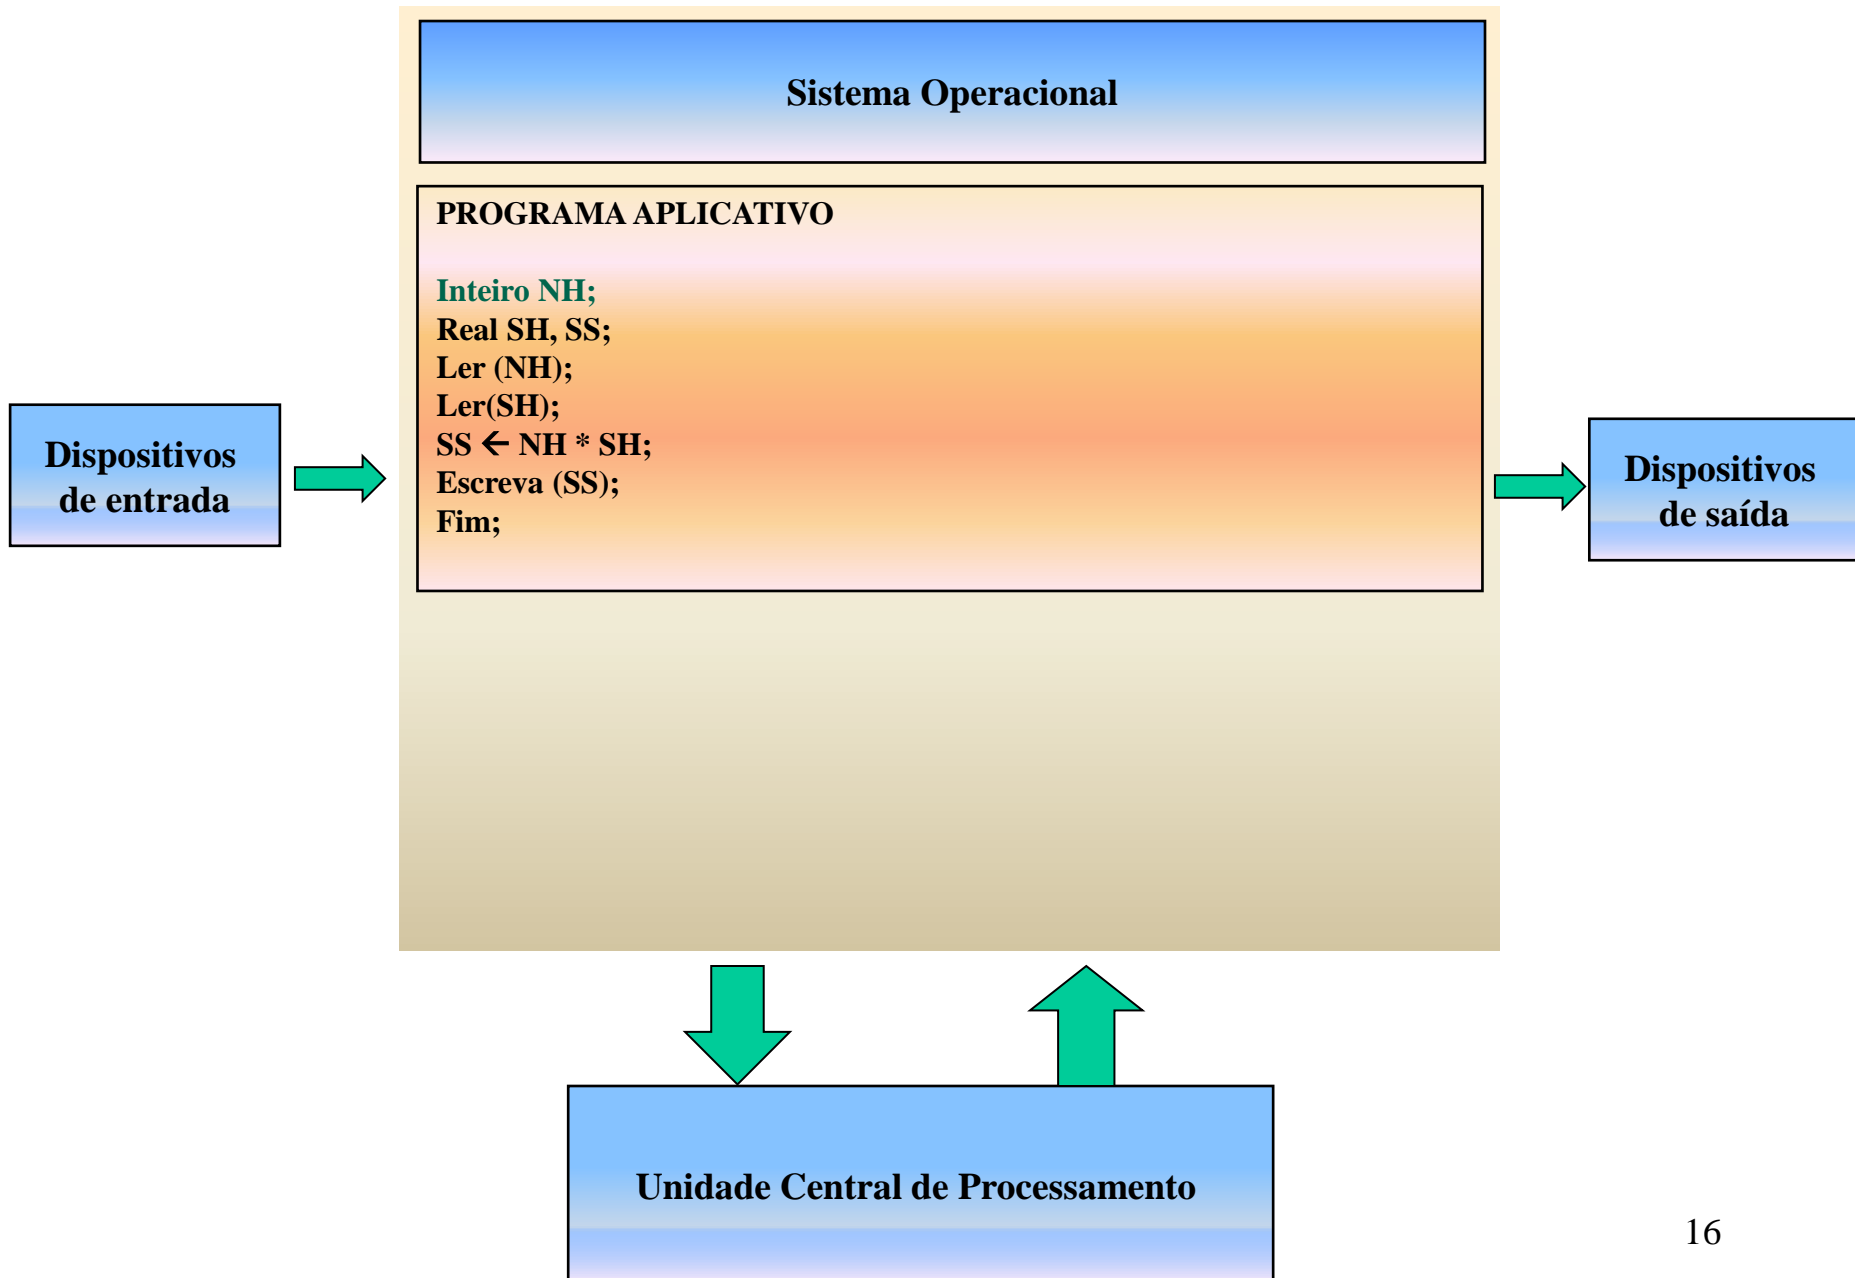 Sistema Operacional
PROGRAMA APLICATIVO
Inteiro NH;
Real SH, SS;
Ler (NH);
Ler(SH);
SS ← NH * SH;
Escreva (SS);
Fim;
Dispositivos
de entrada
Dispositivos
de saída
Unidade Central de Processamento
16